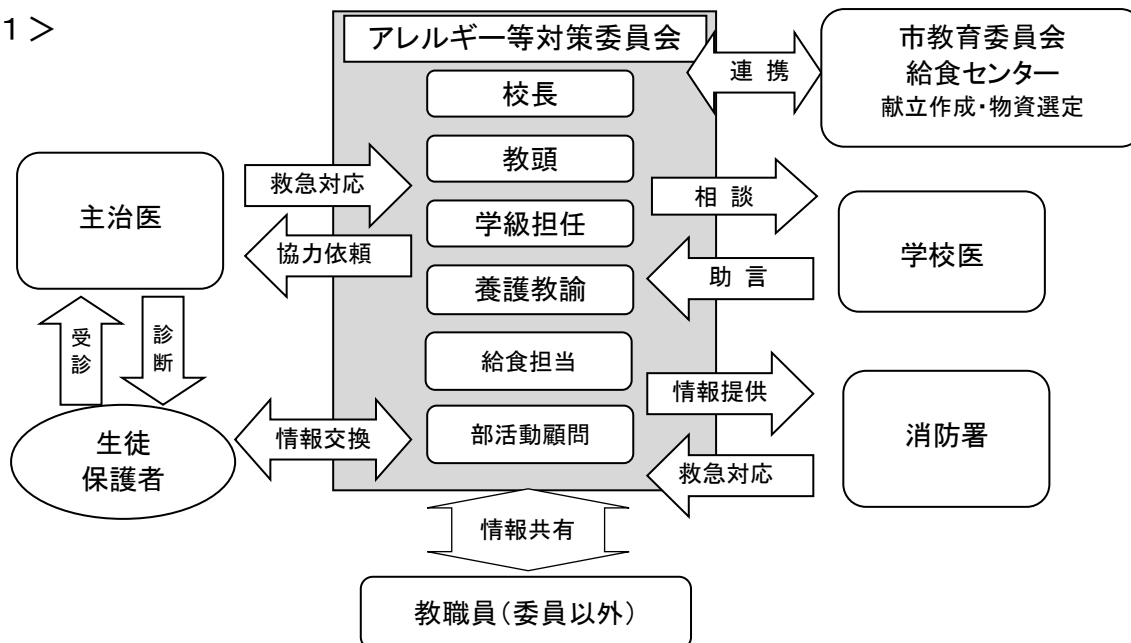 1>
アレルギー等対策委員会
校長
教頭
学級担任
養護教諭
給食担当
部活動顧問
連 携
市教育委員会
給食センター
献立作成・物資選定
救急対応
協力依頼
主治医
受診
診断
生徒
保護者
情報交換
相 談
助 言
学校医
情報提供
救急対応
消防署
情報共有
教職員(委員以外)